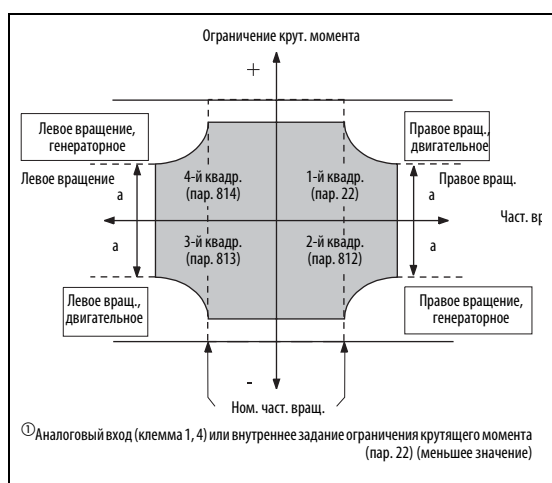 Ограничение крут. момента
+
Левое вращение,
генераторное
Правое вращ.,
двигательное
Левое вращение
a
4-й квадр.
(пар. 814)
1-й квадр.
(пар. 22)
a
Правое вращ.
Част. вр
a
3-й квадр.
(пар. 813)
2-й квадр.
(пар. 812)
a
Левое вращ.,
двигательное
Правое вращение,
генераторное
-
Ном. част. вращ.
①Аналоговый вход (клемма 1, 4) или внутреннее задание ограничения крутящего момента
(пар. 22) (меньшее значение)